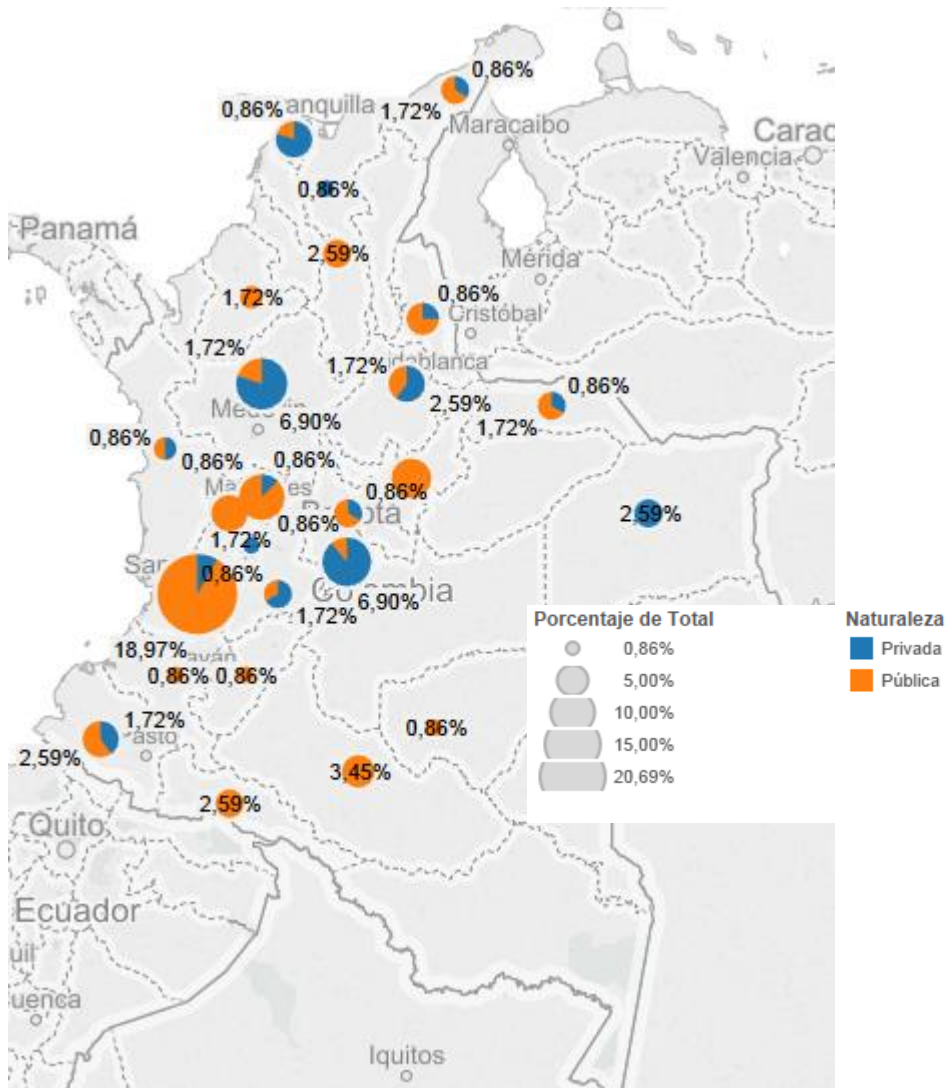 0,86%
0,86%
anquilla
1,72%
Maracaibo
Carac
Valencia
0,86%
Panamá
2,59%
Mérida
1,72%
0,86%
Cristóbal
1,72%
1,72%
dablanca
0,86%
2,59%
6,90%
1,72%
0,86%
0,86%
0,86%
0,86%
2,59%
0,86%
1,72%
0,86%
Colombia
1,72%
6,90%
18,97%
0,86%
0,86%
1,72%
2,59%
0,86%
3,45%
2,59%
Porcentaje de Total
0,86%
5,00%
10,00%
15,00%
20,69%
Naturaleza
Privada
Pública
Quito
Ecuador
uil
uenca
Iquitos